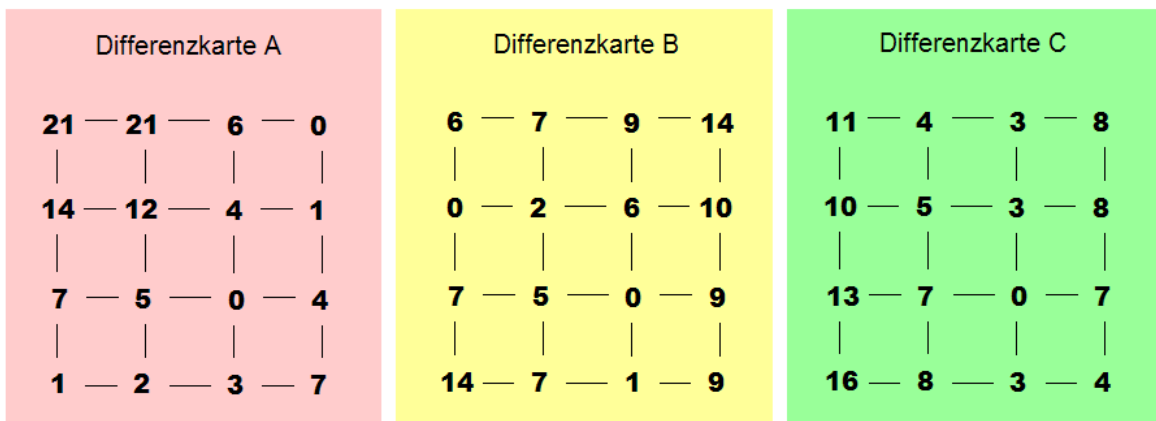 Differenzkarte A
21 21 6 0
14 12 4 1
7 5 0 4
1 2 3 7
Differenzkarte B
6 7 9 14
0 2 6 10
7 5 0 9
14 7 1 9
Differenzkarte C
11 4 3 8
10 5 3 8
13 7 0 7
16 8 3 4